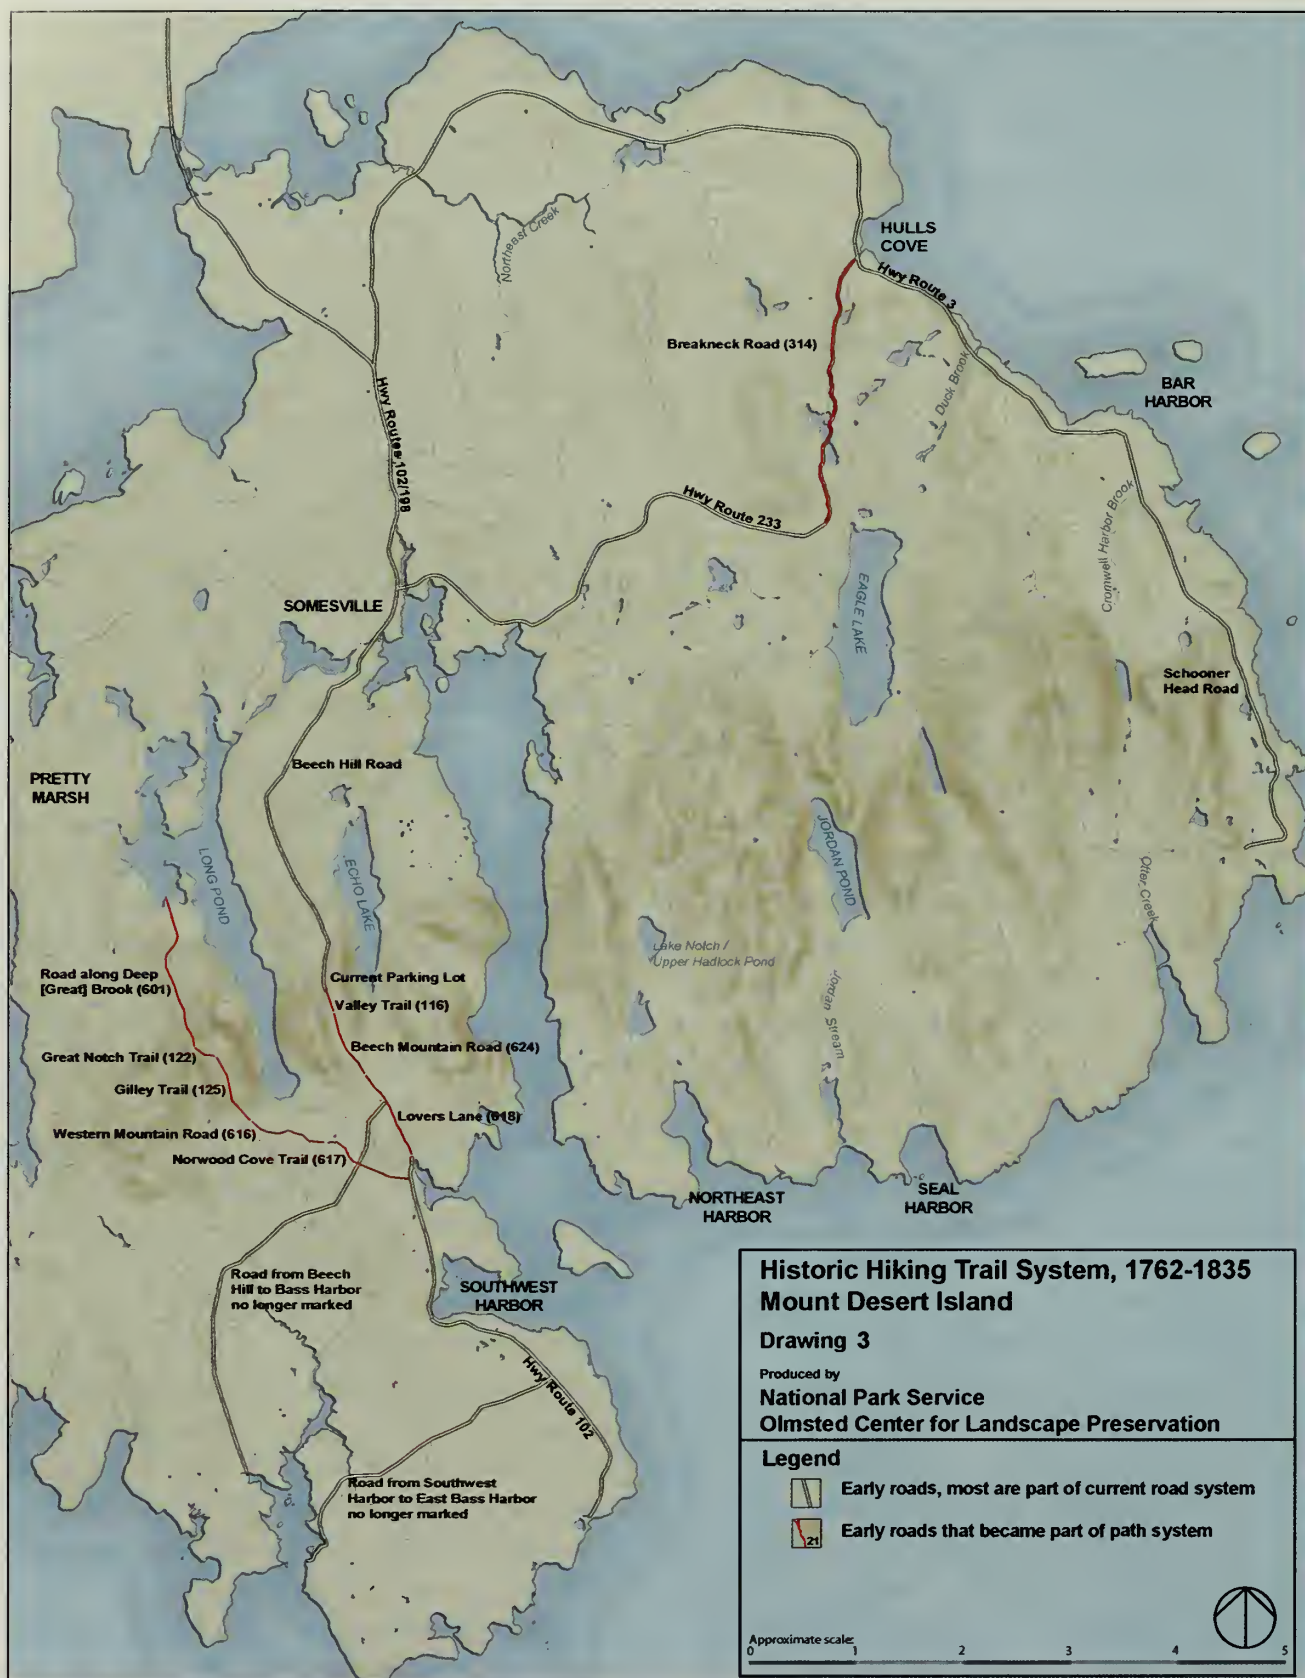 HULLS
COVE
Northeast Creek
Hwy Route 3
Breakneck Road (314)
Duck Brook
BAR
HARBOR
Hwy Routes 102/198
Hwy Route 233
Cromwell Harbor Brook
EAGLE LAKE
SOMESVILLE
Schooner
Head Road
Beech Hill Road
PRETTY
MARSH
LONG POND
ECHO LAKE
JORDAN POND
Otter Creek
Lake Notch /
Upper Hadlock Pond
Road along Deep
[Great] Brook (601)
Current Parking Lot
Valley Trail (116)
Jordan Stream
Great Notch Trail (122)
Beech Mountain Road (624)
Gilley Trail (125)
Lovers Lane (618)
Western Mountain Road (616)
Norwood Cove Trail (617)
NORTHEAST
HARBOR
SEAL
HARBOR
Road from Beech
Hill to Bass Harbor
no longer marked
SOUTHWEST
HARBOR
Hwy Route 102
Road from Southwest
Harbor to East Bass Harbor
no longer marked
Historic Hiking Trail System, 1762-1835
Mount Desert Island
Drawing 3
Produced by
National Park Service
Olmsted Center for Landscape Preservation
Legend
Early roads, most are part of current road system
21
Early roads that became part of path system
Approximate scale:
0 1 2 3 4 5